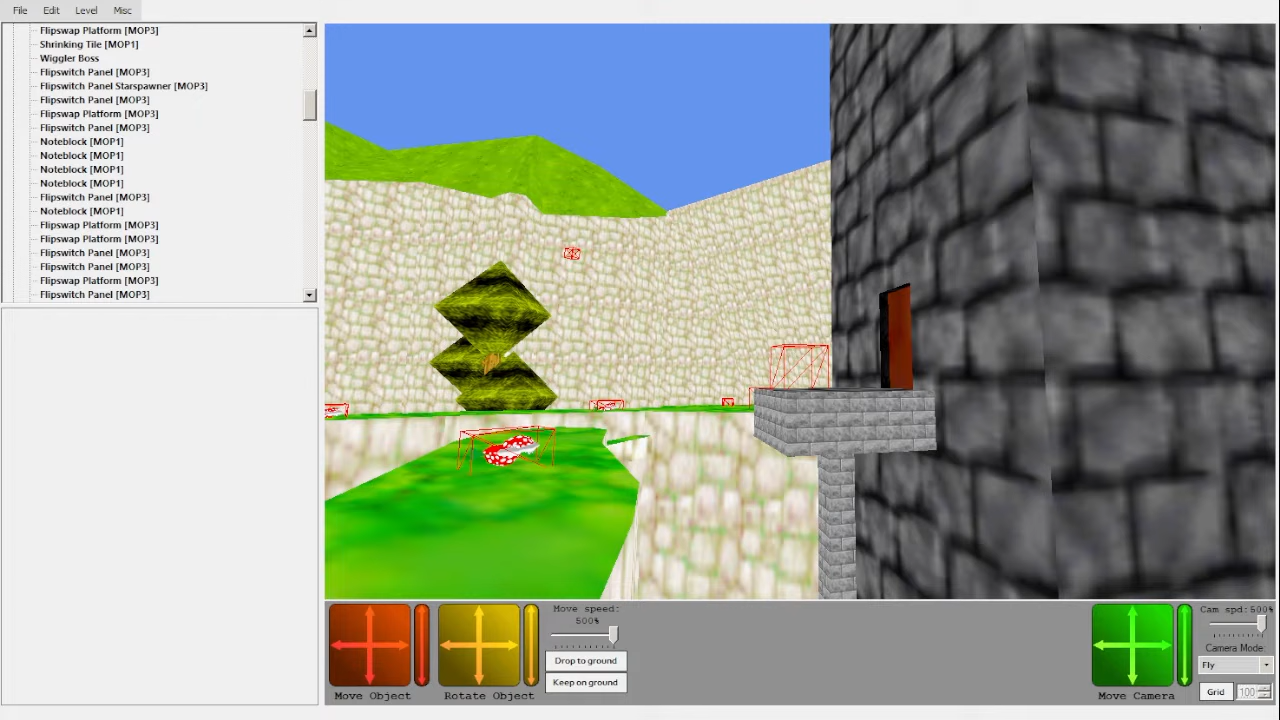 File Edit Level Misc
Flipswap Platform [MOP3]
Shrinking Tile [MOP1]
Wiggler Boss
Flipswitch Panel [MOP3]
Flipswitch Panel Starspawner [MOP3]
Flipswitch Panel [MOP3]
Flipswap Platform [MOP3]
Flipswitch Panel [MOP3]
Noteblock [MOP1]
Noteblock [MOP1]
Noteblock [MOP1]
Noteblock [MOP1]
Flipswitch Panel [MOP3]
Noteblock [MOP1]
Flipswap Platform [MOP3]
Flipswap Platform [MOP3]
Flipswitch Panel [MOP3]
Flipswitch Panel [MOP3]
Flipswap Platform [MOP3]
Flipswitch Panel [MOP3]
Move Object
Rotate Object
Move speed:
500%
Drop to ground
Keep on ground
Move Camera
Cam spd: 500%
Camera Mode:
Fly
Grid 100